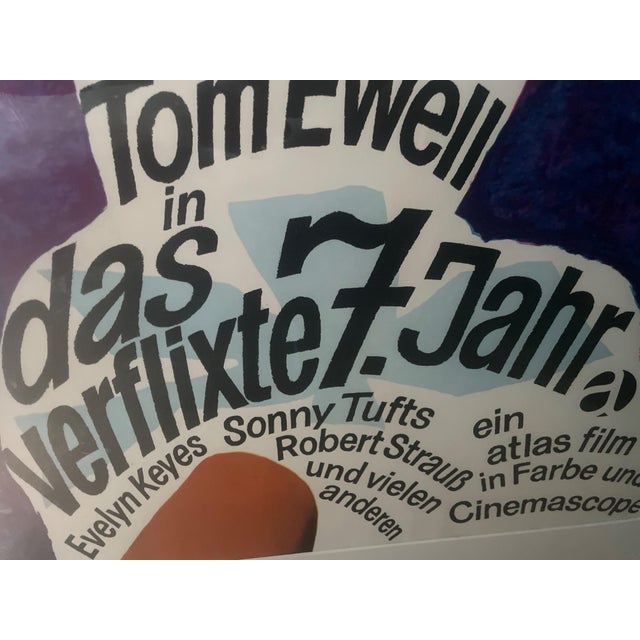 Tom Ewell
in
das
verflixte 7. Jahr
a
Evelyn Keyes Sonny Tufts
Robert Strauß
und vielen
anderen
ein
atlas film
in Farbe und
Cinemascope